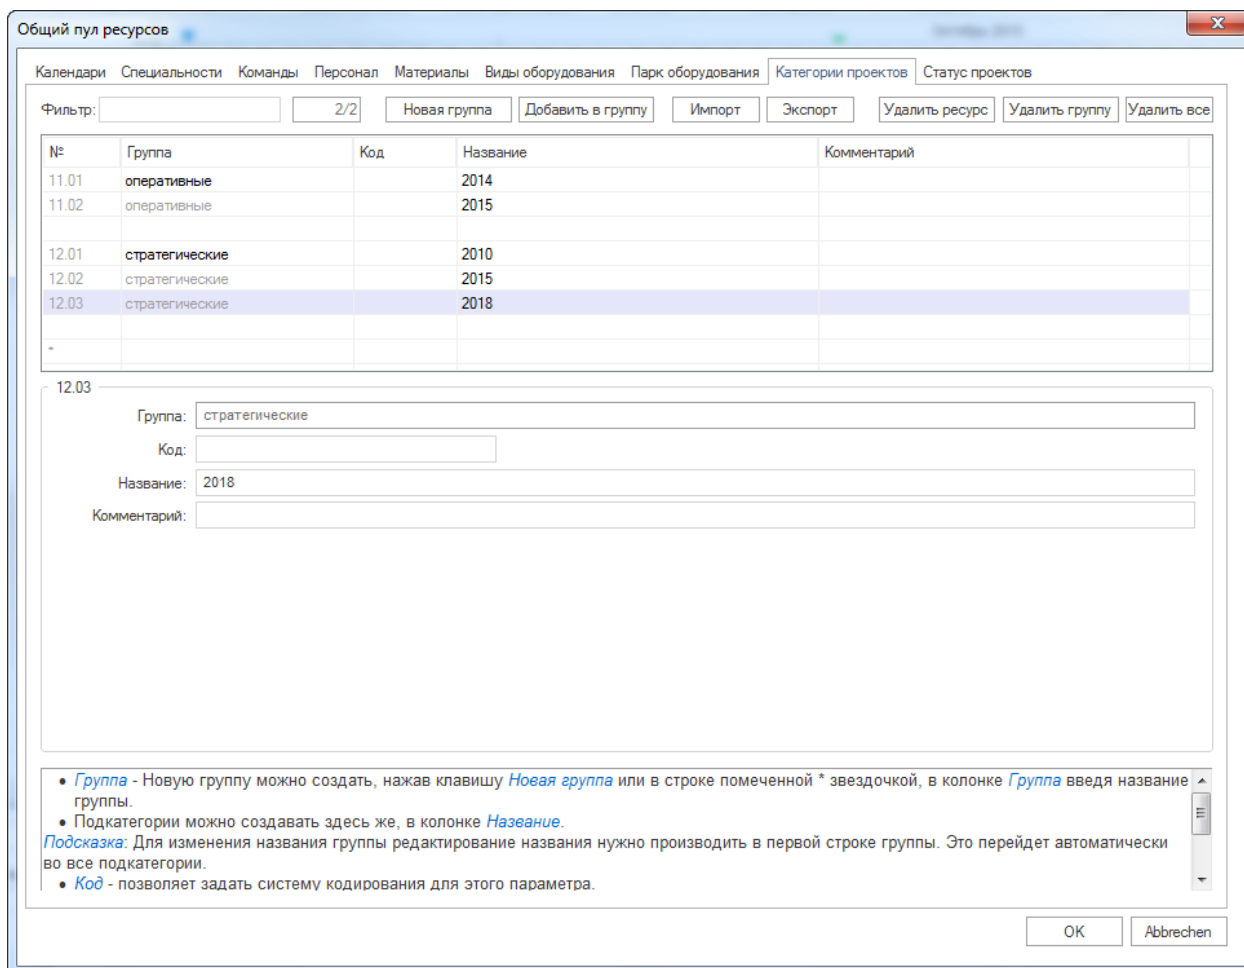 Общий пул ресурсов
Календари Специальности Команды Персонал Материалы Виды оборудования Парк оборудования Категории проектов Статус проектов
Фильтр: 2/2 Новая группа Добавить в группу Импорт Экспорт Удалить ресурс Удалить группу Удалить все
№ Группа Код Название Комментарий
11.01 оперативные 2014
11.02 оперативные 2015
12.01 стратегические 2010
12.02 стратегические 2015
12.03 стратегические 2018
*
12.03
Группа: стратегические
Код:
Название: 2018
Комментарий:
• Группа - Новую группу можно создать, нажав клавишу Новая группа или в строке помеченной * звездочкой, в колонке Группа введя название
группы.
• Подкатегории можно создавать здесь же, в колонке Название.
Подсказка: Для изменения названия группы редактирование названия нужно производить в первой строке группы. Это перейдет автоматически
во все подкатегории.
• Код - позволяет задать систему кодирования для этого параметра.
OK Abbrechen